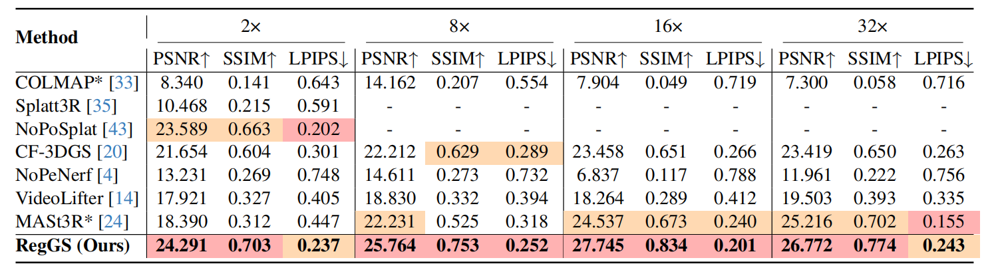 Method 2× 8× 16× 32×
PSNR↑ SSIM↑ LPIPS↓ PSNR↑ SSIM↑ LPIPS↓ PSNR↑ SSIM↑ LPIPS↓ PSNR↑ SSIM↑ LPIPS↓
COLMAP* [33] 8.340 0.141 0.643 14.162 0.207 0.554 7.904 0.049 0.719 7.300 0.058 0.716
Splatt3R [35] 10.468 0.215 0.591 - - - - - - - - -
NoPoSplat [43] 23.589 0.663 0.202 - - - - - - - - -
CF-3DGS [20] 21.654 0.604 0.301 22.212 0.629 0.289 23.458 0.651 0.266 23.419 0.650 0.263
NoPeNerf [4] 13.231 0.269 0.748 14.611 0.273 0.732 6.837 0.117 0.788 11.961 0.222 0.756
VideoLifter [14] 17.921 0.327 0.405 18.830 0.332 0.394 18.264 0.289 0.412 19.503 0.393 0.335
MASt3R* [24] 18.390 0.312 0.447 22.231 0.525 0.318 24.537 0.673 0.240 25.216 0.702 0.155
RegGS (Ours) 24.291 0.703 0.237 25.764 0.753 0.252 27.745 0.834 0.201 26.772 0.774 0.243